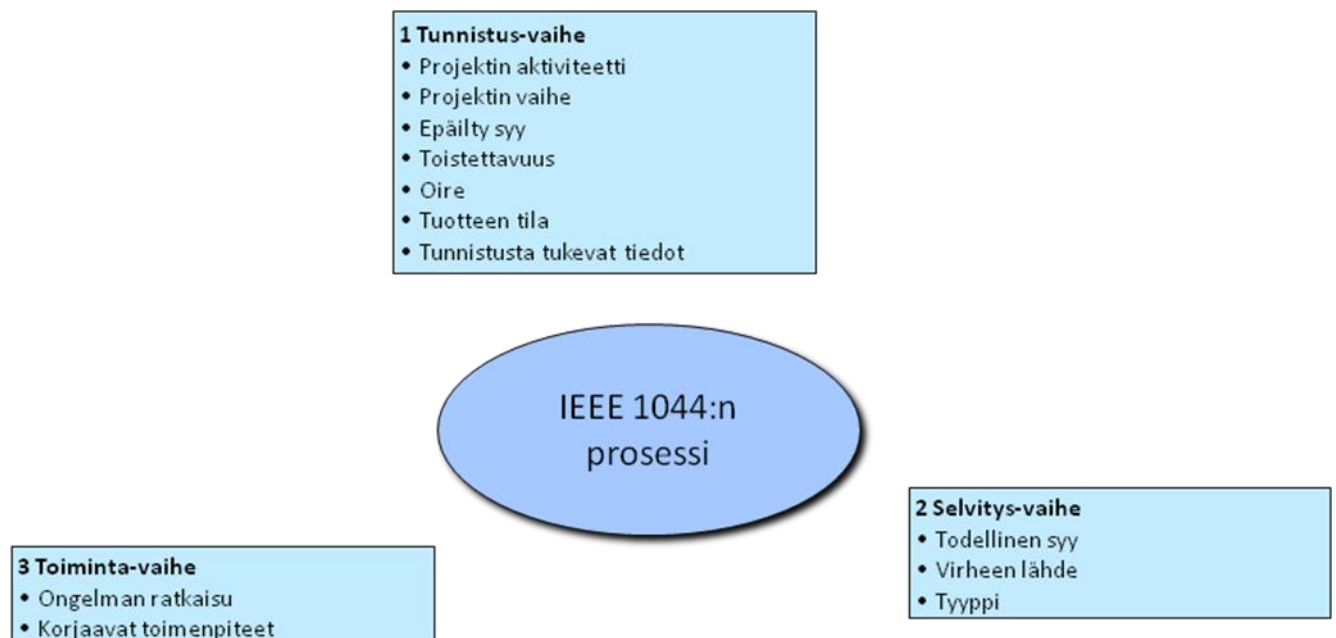 1 Tunnistus-vaihe
• Projektin aktiviteetti
• Projektin vaihe
• Epäilty syy
• Toistettavuus
• Oire
• Tuotteen tila
• Tunnistusta tukevat tiedot
IEEE 1044:n
prosessi
2 Selvitys-vaihe
• Todellinen syy
• Virheen lähde
• Tyyppi
3 Toiminta-vaihe
• Ongelman ratkaisu
• Korjaavat toimenpiteet